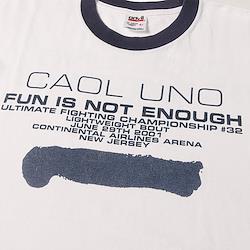 anvil
CAOL UNO
FUN IS NOT ENOUGH
ULTIMATE FIGHTING CHAMPIONSHIP #32
LIGHTWEIGHT BOUT
JUNE 29TH 2001
CONTINENTAL AIRLINES ARENA
NEW JERSEY